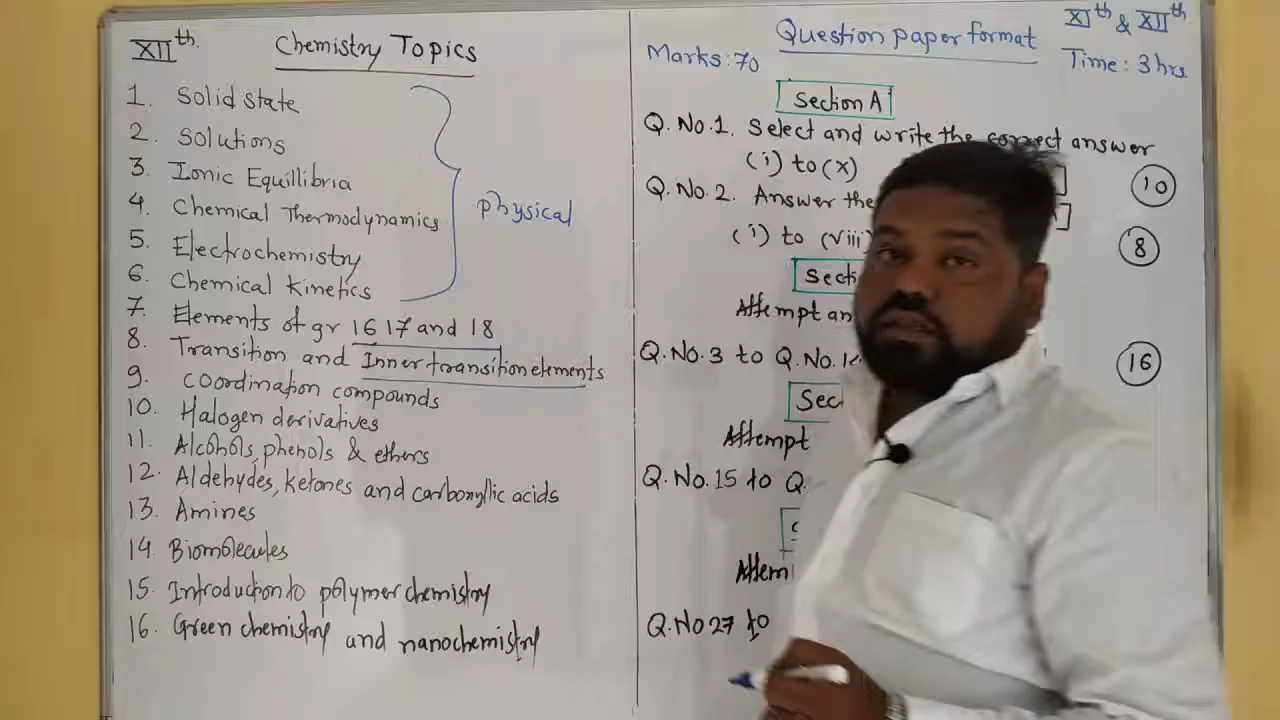 XIIth.
Chemistry Topics
1. Solid state
2. Solutions
3. Ionic Equillibria
4. Chemical Thermodynamics
5. Electrochemistry
6. Chemical kinetics
physical
7. Elements of gr 16 17 and 18
8. Transition and Inner transition elements
9. Coordination compounds
10. Halogen derivatives
11. Alcohols, phenols & ethers
12. Aldehydes, ketones and carboxyllic acids
13. Amines
14. Biomolecules
15. Introduction to polymer chemistry
16. Green chemistry and nanochemistry
XIth & XIIth
Question paper format
Marks: 70
Time: 3 hrs
Section A
Q. No. 1. Select and write the correct answer
(i) to (x)
10
Q. No. 2. Answer the
(i) to (viii)
8
Attempt an
Q. No. 3 to Q. No.
16
Attempt
Q. No. 15 to Q.
Q. No 27 to